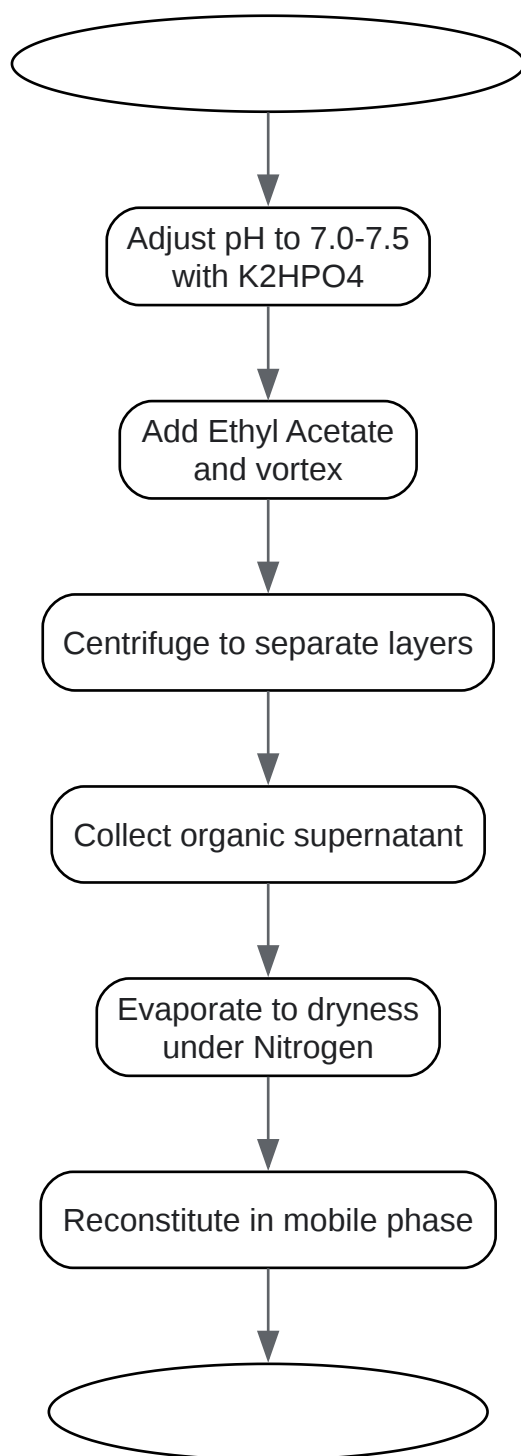 Adjust pH to 7.0-7.5
with K2HPO4
Add Ethyl Acetate
and vortex
Centrifuge to separate layers
Collect organic supernatant
Evaporate to dryness
under Nitrogen
Reconstitute in mobile phase